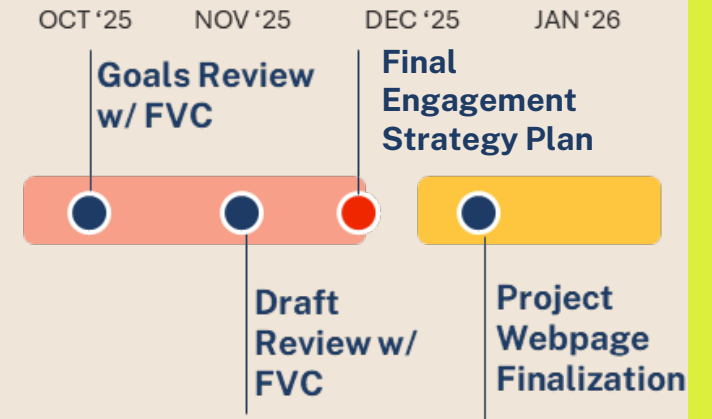 OCT ‘25 NOV ‘25 DEC ‘25 JAN ‘26
Goals Review
w/ FVC
Final
Engagement
Strategy Plan
Draft
Review w/
FVC
Project
Webpage
Finalization